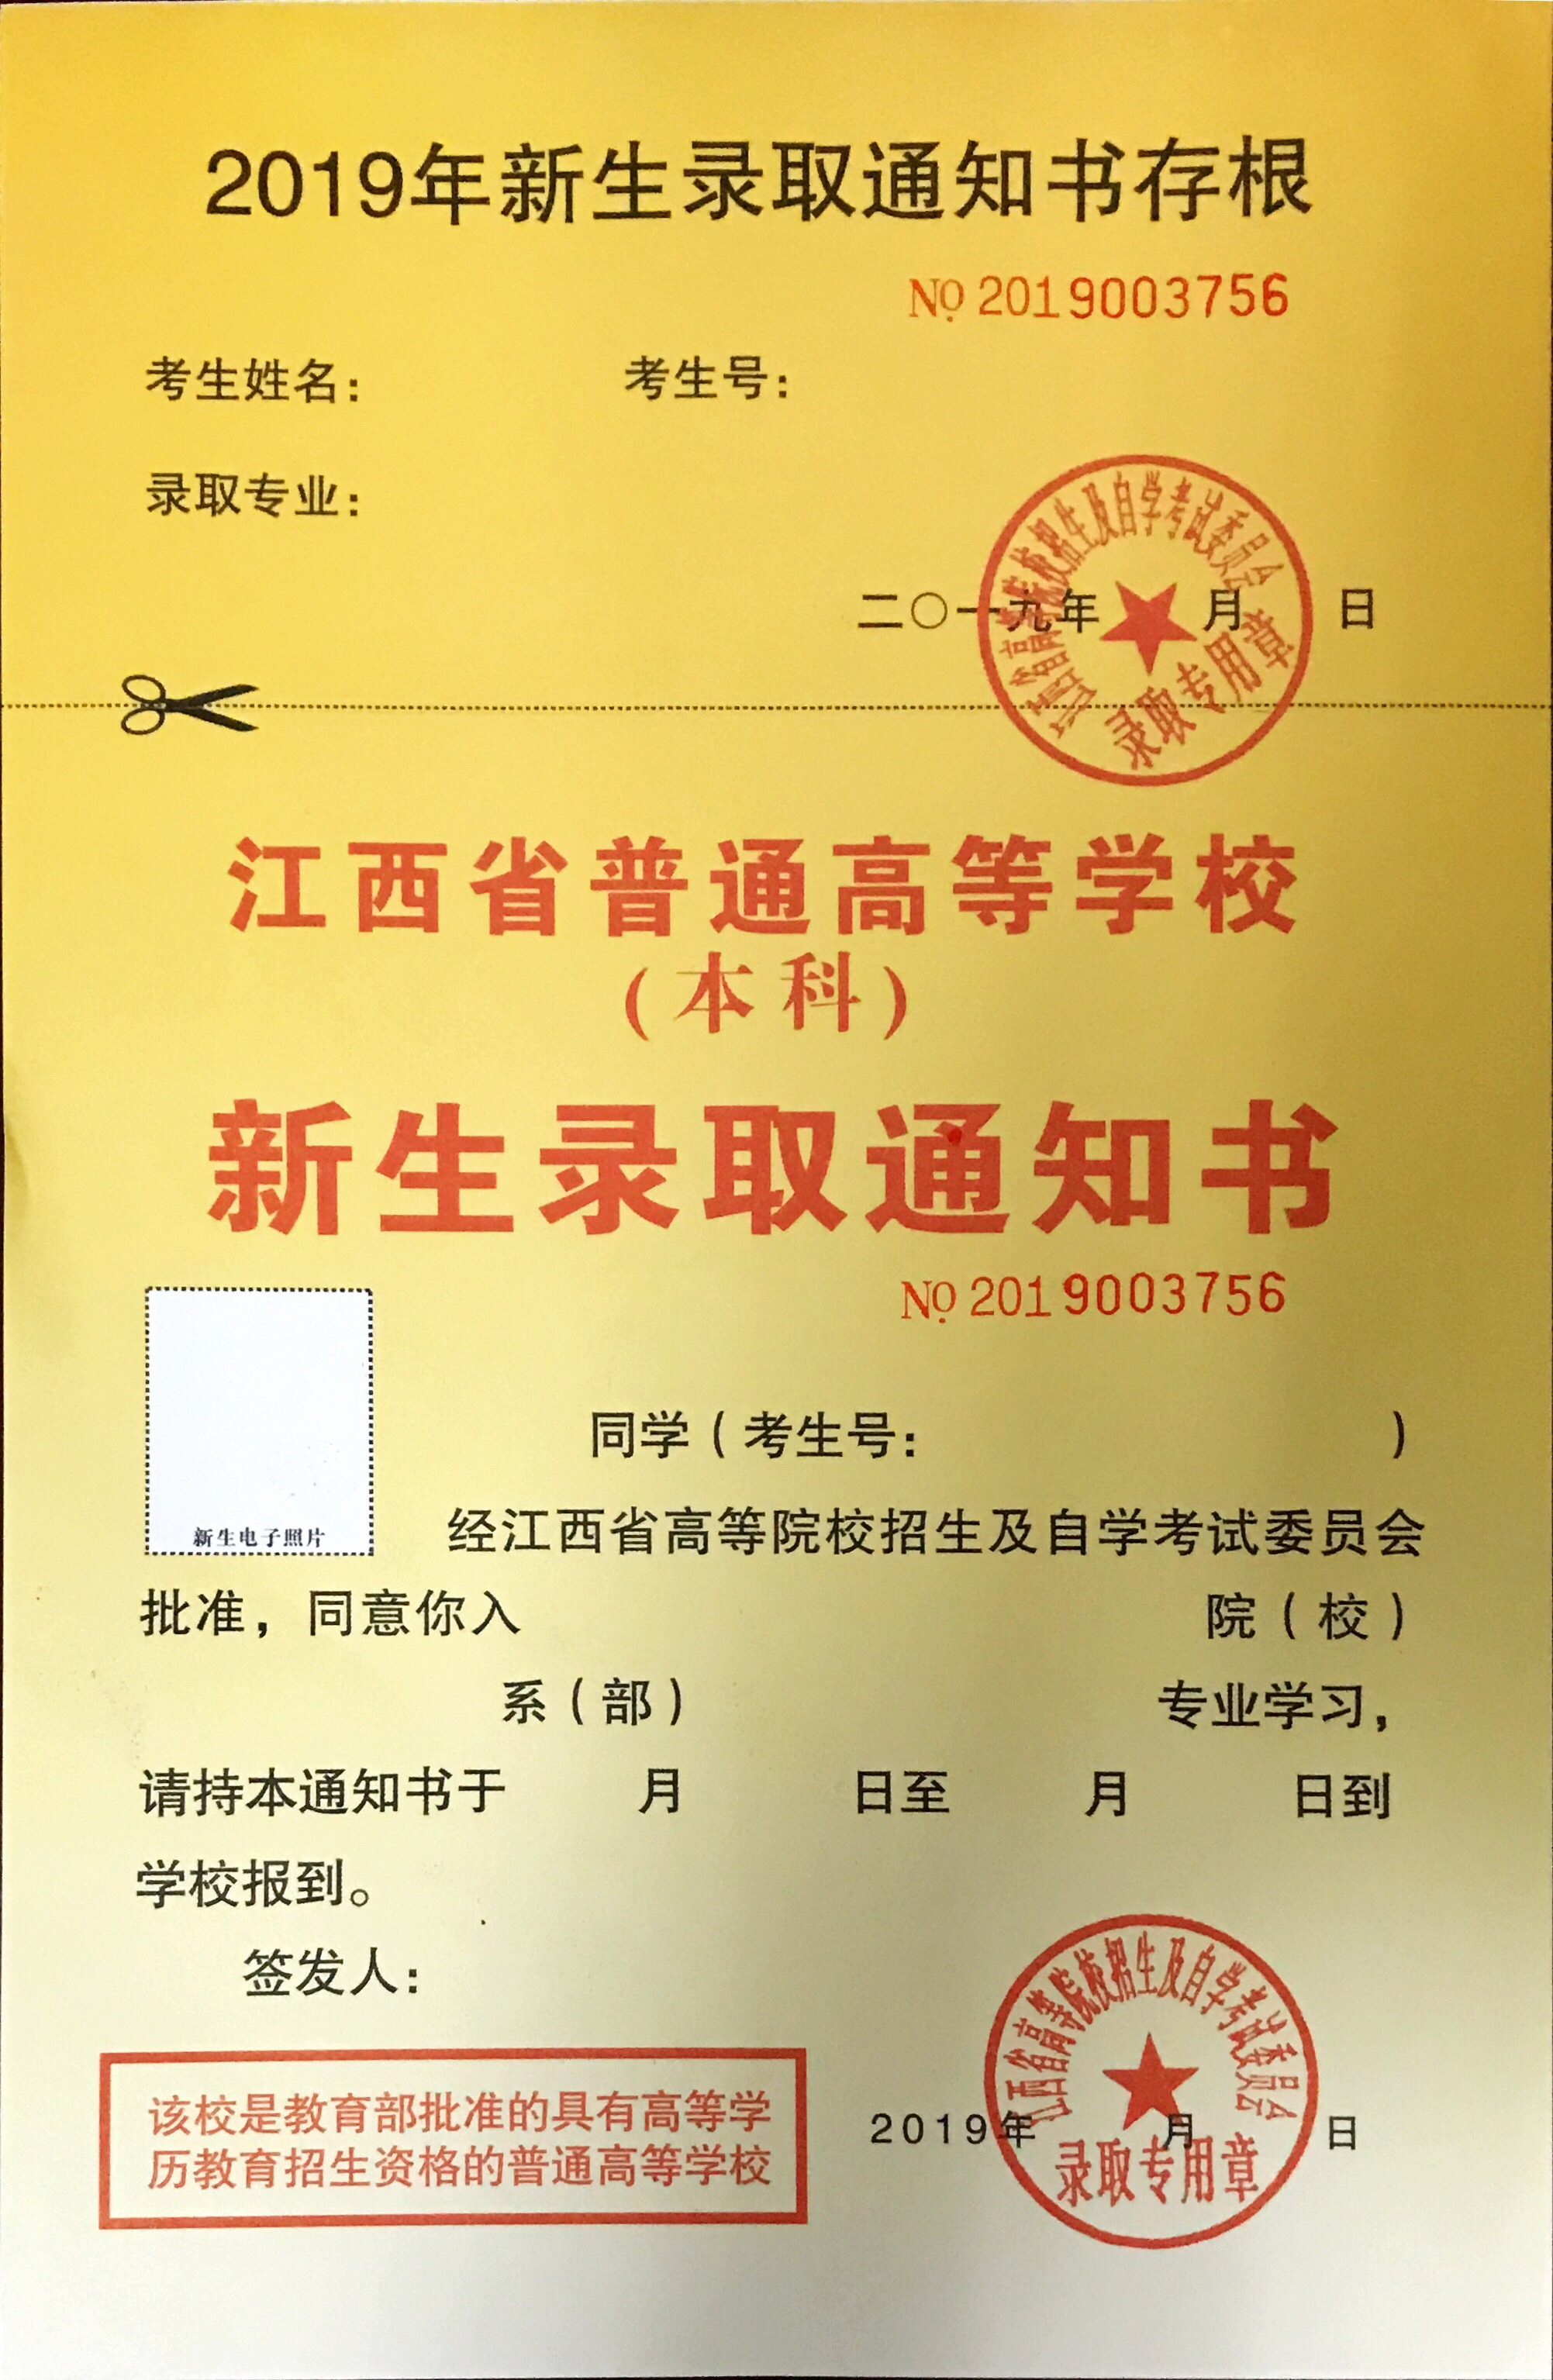 2019年新生录取通知书存根
No 2019003756
考生姓名：	考生号：
录取专业：
二〇一九年	月	日
江西省高等院校招生及自学考试委员会
录取专用章
江西省普通高等学校
（本科）
新生录取通知书
No 2019003756
新生电子照片
同学（考生号：	）
经江西省高等院校招生及自学考试委员会
批准，同意你入	院（校）
系（部）	专业学习，
请持本通知书于	月	日至	月	日到
学校报到。
签发人：
该校是教育部批准的具有高等学
历教育招生资格的普通高等学校
2019年	月	日
江西省高等院校招生及自学考试委员会
录取专用章